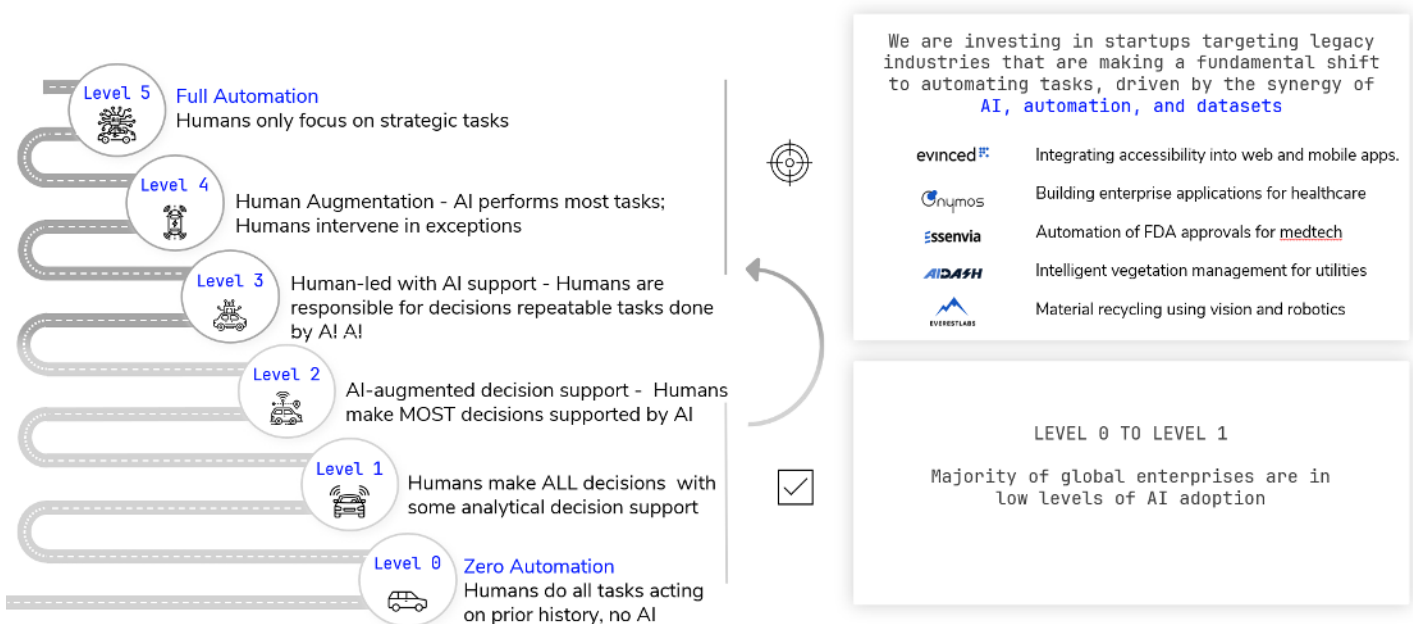 Level 5
Full Automation
Humans only focus on strategic tasks
Level 4
Human Augmentation - AI performs most tasks;
Humans intervene in exceptions
Level 3
Human-led with AI support - Humans are
responsible for decisions repeatable tasks done
by A! A!
Level 2
AI-augmented decision support - Humans
make MOST decisions supported by AI
Level 1
Humans make ALL decisions with
some analytical decision support
Level 0
Zero Automation
Humans do all tasks acting
on prior history, no AI
We are investing in startups targeting legacy
industries that are making a fundamental shift
to automating tasks, driven by the synergy of
AI, automation, and datasets
evinced Integrating accessibility into web and mobile apps.
Onymos Building enterprise applications for healthcare
Essenvia Automation of FDA approvals for medtech
AIDASH Intelligent vegetation management for utilities
EVERESTLABS Material recycling using vision and robotics
LEVEL 0 TO LEVEL 1
Majority of global enterprises are in
low levels of AI adoption